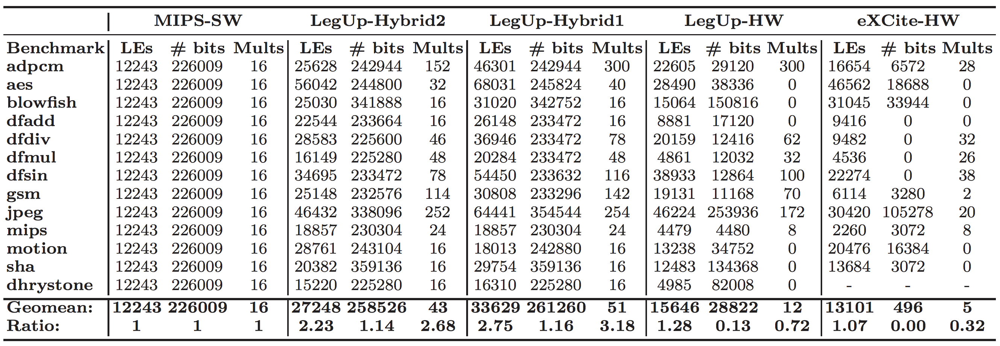 MIPS-SW LegUp-Hybrid2 LegUp-Hybrid1 LegUp-HW eXCite-HW
Benchmark LEs # bits Mults LEs # bits Mults LEs # bits Mults LEs # bits Mults LEs # bits Mults
adpcm 12243 226009 16 25628 242944 152 46301 242944 300 22605 29120 300 16654 6572 28
aes 12243 226009 16 56042 244800 32 68031 245824 40 28490 38336 0 46562 18688 0
blowfish 12243 226009 16 25030 341888 16 31020 342752 16 15064 150816 0 31045 33944 0
dfadd 12243 226009 16 22544 233664 16 26148 233472 16 8881 17120 0 9416 0 0
dfdiv 12243 226009 16 28583 225600 46 36946 233472 78 20159 12416 62 9482 0 32
dfmul 12243 226009 16 16149 225280 48 20284 233472 48 4861 12032 32 4536 0 26
dfsin 12243 226009 16 34695 233472 78 54450 233632 116 38933 12864 100 22274 0 38
gsm 12243 226009 16 25148 232576 114 30808 233296 142 19131 11168 70 6114 3280 2
jpeg 12243 226009 16 46432 338096 252 64441 354544 254 46224 253936 172 30420 105278 20
mips 12243 226009 16 18857 230304 24 18857 230304 24 4479 4480 8 2260 3072 8
motion 12243 226009 16 28761 243104 16 18013 242880 16 13238 34752 0 20476 16384 0
sha 12243 226009 16 20382 359136 16 29754 359136 16 12483 134368 0 13684 3072 0
dhrystone 12243 226009 16 15220 225280 16 16310 225280 16 4985 82008 0 - - -
Geomean: 12243 226009 16 27248 258526 43 33629 261260 51 15646 28822 12 13101 496 5
Ratio: 1 1 1 2.23 1.14 2.68 2.75 1.16 3.18 1.28 0.13 0.72 1.07 0.00 0.32